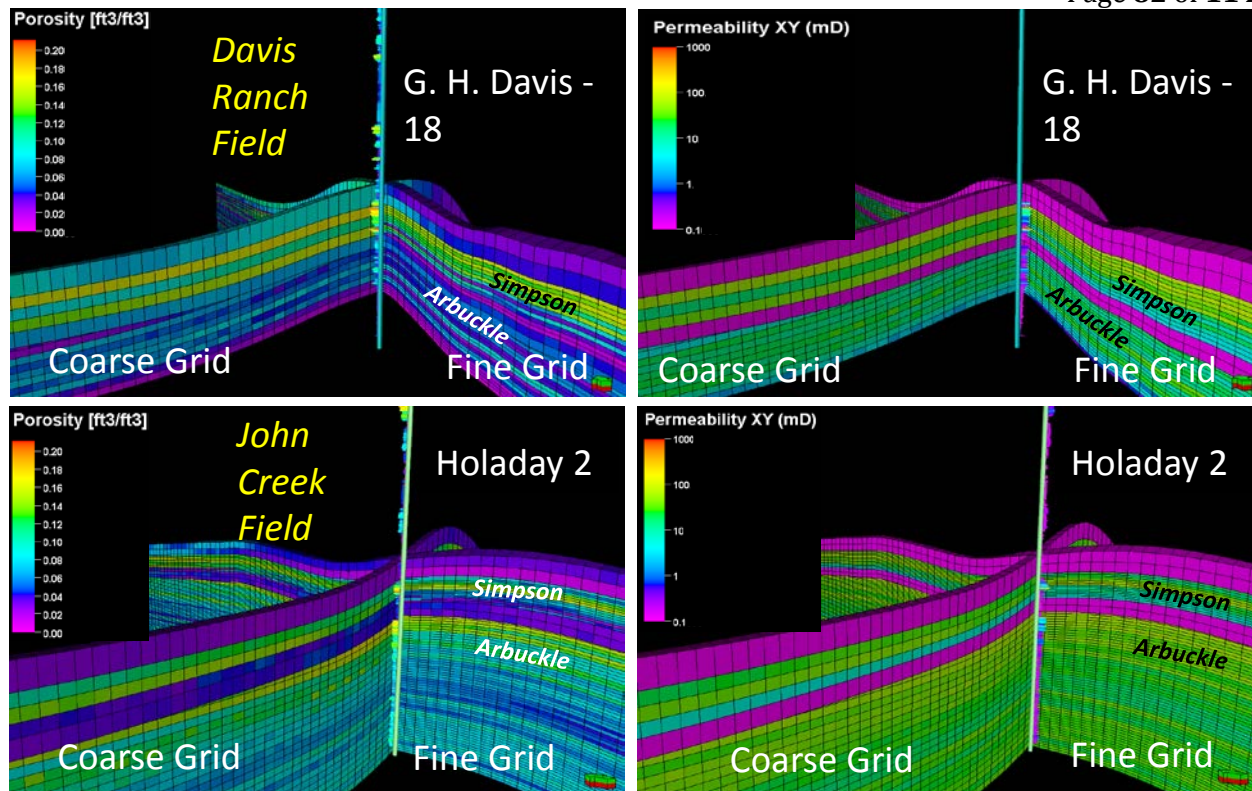 Porosity [ft3/ft3]
0.20
0.18
0.16
0.14
0.12
0.10
0.08
0.06
0.04
0.02
0.00
Davis
Ranch
Field
G. H. Davis -
18
Simpson
Arbuckle
Coarse Grid
Fine Grid
Permeability XY (mD)
1000
100
10
1
0.1
G. H. Davis -
18
Simpson
Arbuckle
Coarse Grid
Fine Grid
Porosity [ft3/ft3]
0.20
0.18
0.16
0.14
0.12
0.10
0.08
0.06
0.04
0.02
0.00
John
Creek
Field
Holaday 2
Simpson
Arbuckle
Coarse Grid
Fine Grid
Permeability XY (mD)
1000
100
10
1
0.1
Holaday 2
Simpson
Arbuckle
Coarse Grid
Fine Grid